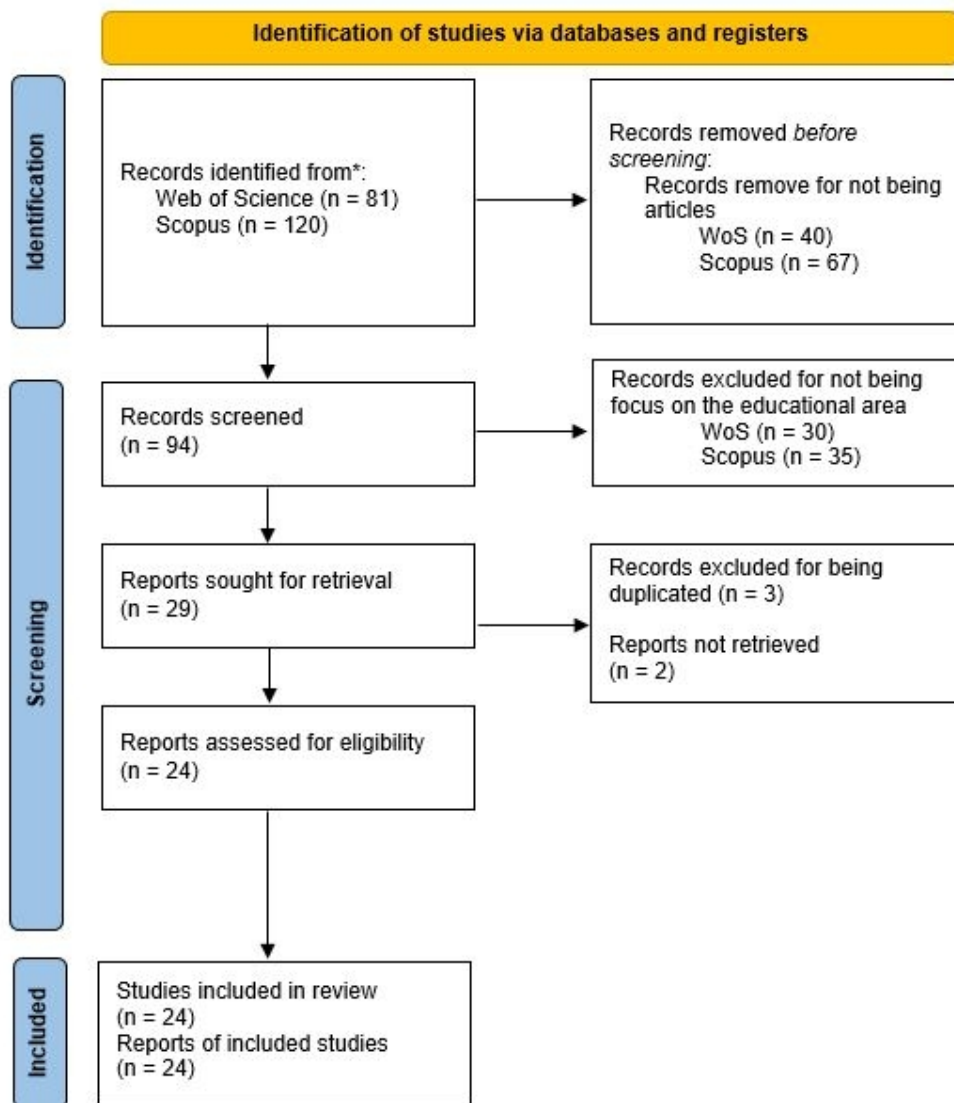 Identification of studies via databases and registers
Identification
Records identified from*:
Web of Science (n = 81)
Scopus (n = 120)
Records removed before
screening:
Records remove for not being
articles
WoS (n = 40)
Scopus (n = 67)
Screening
Records screened
(n = 94)
Records excluded for not being
focus on the educational area
WoS (n = 30)
Scopus (n = 35)
Reports sought for retrieval
(n = 29)
Records excluded for being
duplicated (n = 3)
Reports not retrieved
(n = 2)
Reports assessed for eligibility
(n = 24)
Included
Studies included in review
(n = 24)
Reports of included studies
(n = 24)